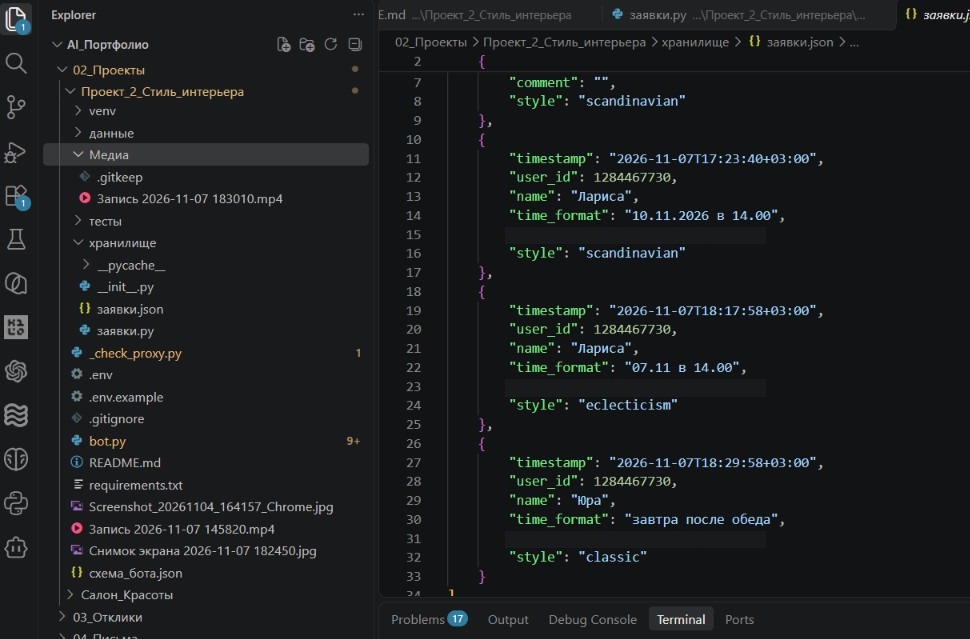 1
Explorer
...
AI_Портфолио
02_Проекты
Проект_2_Стиль_интерьера
venv
данные
Медиа
.gitkeep
Запись 2026-11-07 183010.mp4
тесты
хранилище
__pycache__
__init__.py
{} заявки.json
заявки.py
_check_proxy.py 1
.env
.env.example
.gitignore
bot.py 9+
README.md
requirements.txt
Screenshot_20261104_164157_Chrome.jpg
Запись 2026-11-07 145820.mp4
Снимок экрана 2026-11-07 182450.jpg
{} схема_бота.json
Салон_Красоты
03_Отклики
04_Письма
1
E.md ...\Проект_2_Стиль_интерьера
заявки.py ...\Проект_2_Стиль_интерьера\...
{} заявки.j
02_Проекты > Проект_2_Стиль_интерьера > хранилище > {} заявки.json > ...
2 {
7 "comment": "",
8 "style": "scandinavian"
9 },
10 {
11 "timestamp": "2026-11-07T17:23:40+03:00",
12 "user_id": 1284467730,
13 "name": "Лариса",
14 "time_format": "10.11.2026 в 14.00",
15
16 "style": "scandinavian"
17 },
18 {
19 "timestamp": "2026-11-07T18:17:58+03:00",
20 "user_id": 1284467730,
21 "name": "Лариса",
22 "time_format": "07.11 в 14.00",
23
24 "style": "eclecticism"
25 },
26 {
27 "timestamp": "2026-11-07T18:29:58+03:00",
28 "user_id": 1284467730,
29 "name": "Юра",
30 "time_format": "завтра после обеда",
31
32 "style": "classic"
33 }
34 ]
Problems 17 Output Debug Console Terminal Ports